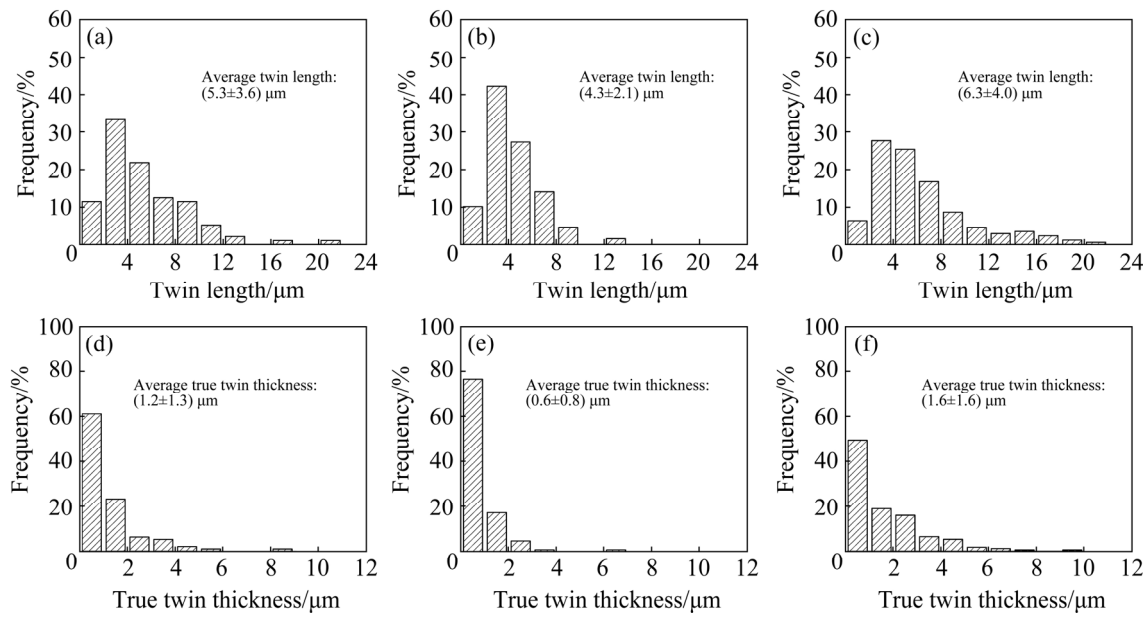 60
50
40
30
20
10
0
Frequency/%
(a)
Average twin length:
(5.3±3.6) μm
4 8 12 16 20 24
Twin length/μm
60
50
40
30
20
10
0
Frequency/%
(b)
Average twin length:
(4.3±2.1) μm
4 8 12 16 20 24
Twin length/μm
60
50
40
30
20
10
0
Frequency/%
(c)
Average twin length:
(6.3±4.0) μm
4 8 12 16 20 24
Twin length/μm
100
80
60
40
20
0
Frequency/%
(d)
Average true twin thickness:
(1.2±1.3) μm
2 4 6 8 10 12
True twin thickness/μm
100
80
60
40
20
0
Frequency/%
(e)
Average true twin thickness:
(0.6±0.8) μm
2 4 6 8 10 12
True twin thickness/μm
100
80
60
40
20
0
Frequency/%
(f)
Average true twin thickness:
(1.6±1.6) μm
2 4 6 8 10 12
True twin thickness/μm